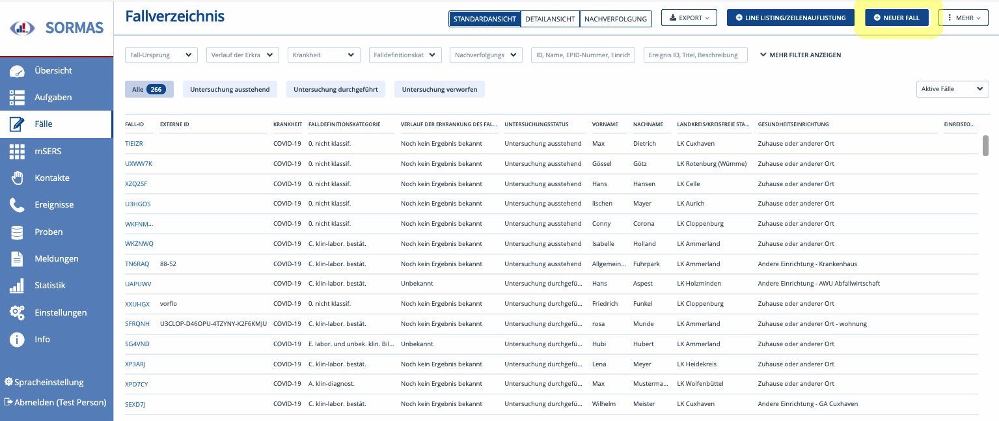 Fallverzeichnis
STANDARDANSICHT DETAILANSICHT NACHVERFOLGUNG EXPORT LINE LISTING/ZEILENAUFLISTUNG NEUER FALL MEHR
SORMAS
Fall-Ursprung Verlauf der Erkra Krankheit Falldefinitionskat Nachverfolgungs ID, Name, EPID-Nummer, Einrich Ereignis ID, Titel, Beschreibung MEHR FILTER ANZEIGEN
Alle 266 Untersuchung ausstehend Untersuchung durchgeführt Untersuchung verworfen Aktive Fälle
Übersicht
Aufgaben
Fälle
mSERS
Kontakte
Ereignisse
Proben
Meldungen
Statistik
Einstellungen
Info
Spracheinstellung
Abmelden (Test Person)
FALL-ID EXTERNE ID KRANKHEIT FALLDEFINITIONSKATEGORIE VERLAUF DER ERKRANKUNG DES FAL... UNTERSUCHUNGSSTATUS VORNAME NACHNAME LANDKREIS/KREISFREIE STA... GESUNDHEITSEINRICHTUNG EINREISEO...
TIEIZR COVID-19 0. nicht klassif. Noch kein Ergebnis bekannt Untersuchung ausstehend Max Dietrich LK Cuxhaven Zuhause oder anderer Ort
UXWW7K COVID-19 0. nicht klassif. Noch kein Ergebnis bekannt Untersuchung ausstehend Gössel Götz LK Rotenburg (Wümme) Zuhause oder anderer Ort
XZQ2SF COVID-19 0. nicht klassif. Noch kein Ergebnis bekannt Untersuchung ausstehend Hans Hansen LK Celle Zuhause oder anderer Ort
U3HGOS COVID-19 0. nicht klassif. Noch kein Ergebnis bekannt Untersuchung ausstehend lischen Mayer LK Aurich Zuhause oder anderer Ort
WKFNM... COVID-19 0. nicht klassif. Noch kein Ergebnis bekannt Untersuchung ausstehend Conny Corona LK Cloppenburg Zuhause oder anderer Ort
WKZNWQ COVID-19 C. klin-labor. bestät. Noch kein Ergebnis bekannt Untersuchung ausstehend Isabelle Holland LK Ammerland Zuhause oder anderer Ort
TN6RAQ 88-52 COVID-19 C. klin-labor. bestät. Noch kein Ergebnis bekannt Untersuchung ausstehend Allgemein... Fuhrpark LK Ammerland Andere Einrichtung - Krankenhaus
UAPUWV COVID-19 C. klin-labor. bestät. Unbekannt Untersuchung durchgefü... Hans Aspest LK Holzminden Andere Einrichtung - AWU Abfallwirtschaft
XXUHGX vorflo COVID-19 0. nicht klassif. Noch kein Ergebnis bekannt Untersuchung durchgefü... Friedrich Funkel LK Cloppenburg Zuhause oder anderer Ort
SFRQNH U3CLOP-D46OPU-4TZYNY-K2F6KMJU COVID-19 C. klin-labor. bestät. Noch kein Ergebnis bekannt Untersuchung durchgefü... rosa Munde LK Ammerland Zuhause oder anderer Ort - wohnung
SG4VND COVID-19 E. labor. und unbek. klin. Bil... Unbekannt Untersuchung durchgefü... Hubi Hubert LK Ammerland Zuhause oder anderer Ort
XP3ARJ COVID-19 C. klin-labor. bestät. Noch kein Ergebnis bekannt Untersuchung durchgefü... Lena Meyer LK Heidekreis Zuhause oder anderer Ort
XPD7CY COVID-19 A. klin-diagnost. Noch kein Ergebnis bekannt Untersuchung durchgefü... Max Musterma... LK Wolfenbüttel Zuhause oder anderer Ort
SEXD7J COVID-19 C. klin-labor. bestät. Noch kein Ergebnis bekannt Untersuchung durchgefü... Wilhelm Meister LK Cuxhaven Andere Einrichtung - GA Cuxhaven